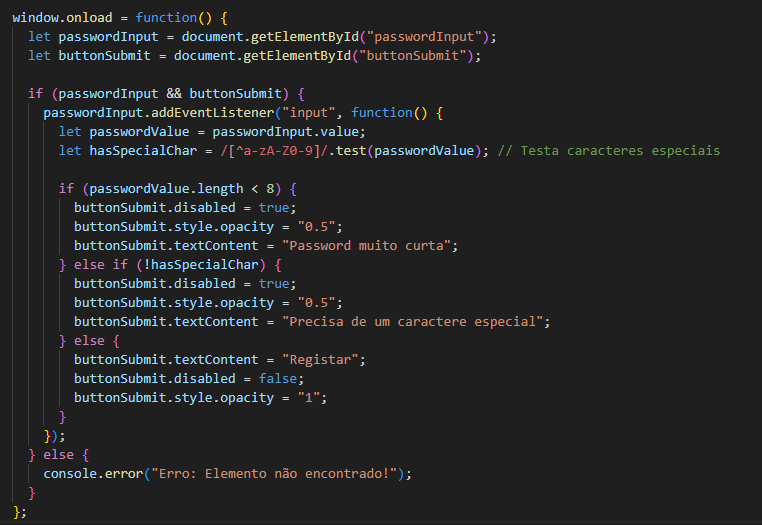 window.onload = function() {
  let passwordInput = document.getElementById("passwordInput");
  let buttonSubmit = document.getElementById("buttonSubmit");

  if (passwordInput && buttonSubmit) {
    passwordInput.addEventListener("input", function() {
      let passwordValue = passwordInput.value;
      let hasSpecialChar = /[^a-zA-Z0-9]/.test(passwordValue); // Testa caracteres especiais

      if (passwordValue.length < 8) {
        buttonSubmit.disabled = true;
        buttonSubmit.style.opacity = "0.5";
        buttonSubmit.textContent = "Password muito curta";
      } else if (!hasSpecialChar) {
        buttonSubmit.disabled = true;
        buttonSubmit.style.opacity = "0.5";
        buttonSubmit.textContent = "Precisa de um caractere especial";
      } else {
        buttonSubmit.textContent = "Registar";
        buttonSubmit.disabled = false;
        buttonSubmit.style.opacity = "1";
      }
    });
  } else {
    console.error("Erro: Elemento não encontrado!");
  }
};